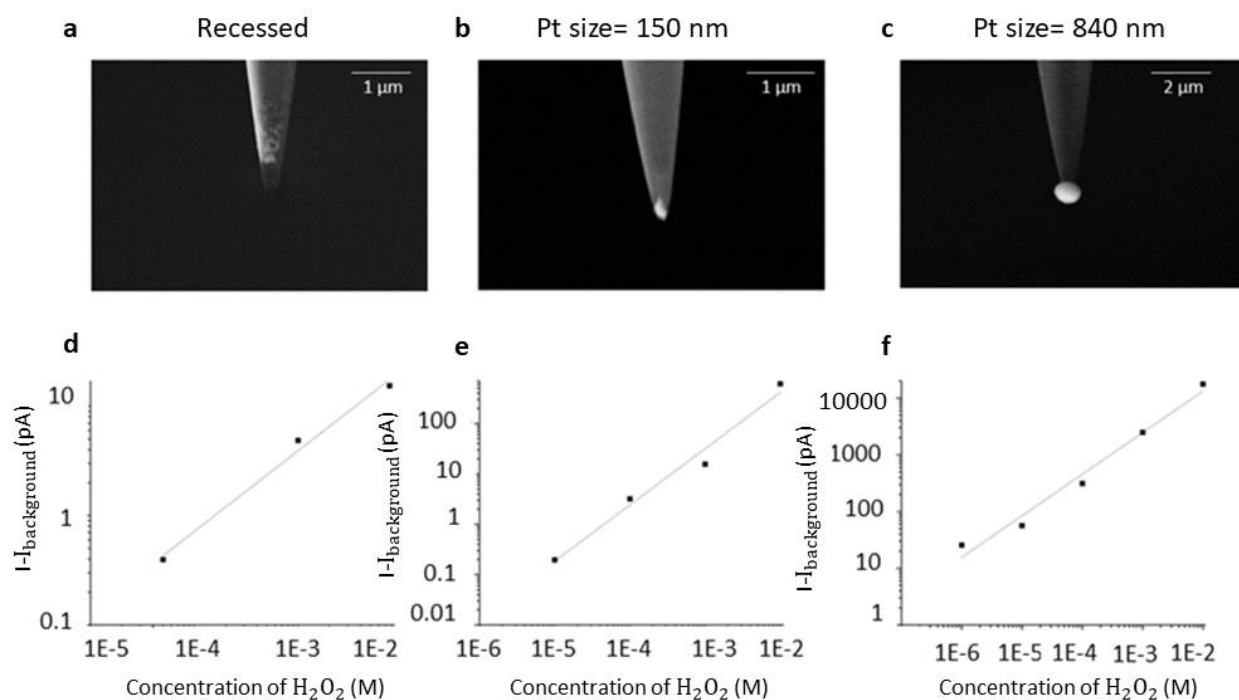 a Recessed
b Pt size= 150 nm
c Pt size= 840 nm
1 µm
1 µm
2 µm
d
10
1
0.1
I-I_background (pA)
1E-5 1E-4 1E-3 1E-2
Concentration of H₂O₂ (M)
e
100
10
1
0.1
0.01
I-I_background (pA)
1E-6 1E-5 1E-4 1E-3 1E-2
Concentration of H₂O₂ (M)
f
10000
1000
100
10
1
I-I_background (pA)
1E-6 1E-5 1E-4 1E-3 1E-2
Concentration of H₂O₂ (M)